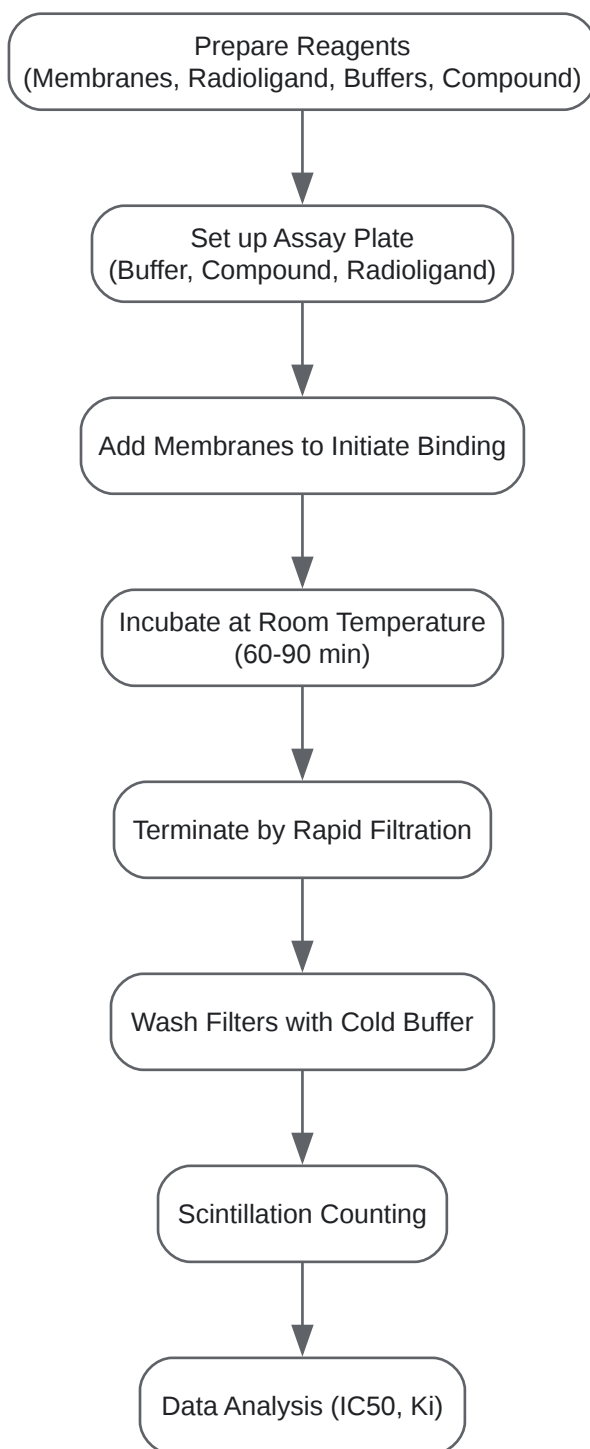 Prepare Reagents
(Membranes, Radioligand, Buffers, Compound)
Set up Assay Plate
(Buffer, Compound, Radioligand)
Add Membranes to Initiate Binding
Incubate at Room Temperature
(60-90 min)
Terminate by Rapid Filtration
Wash Filters with Cold Buffer
Scintillation Counting
Data Analysis (IC50, Ki)